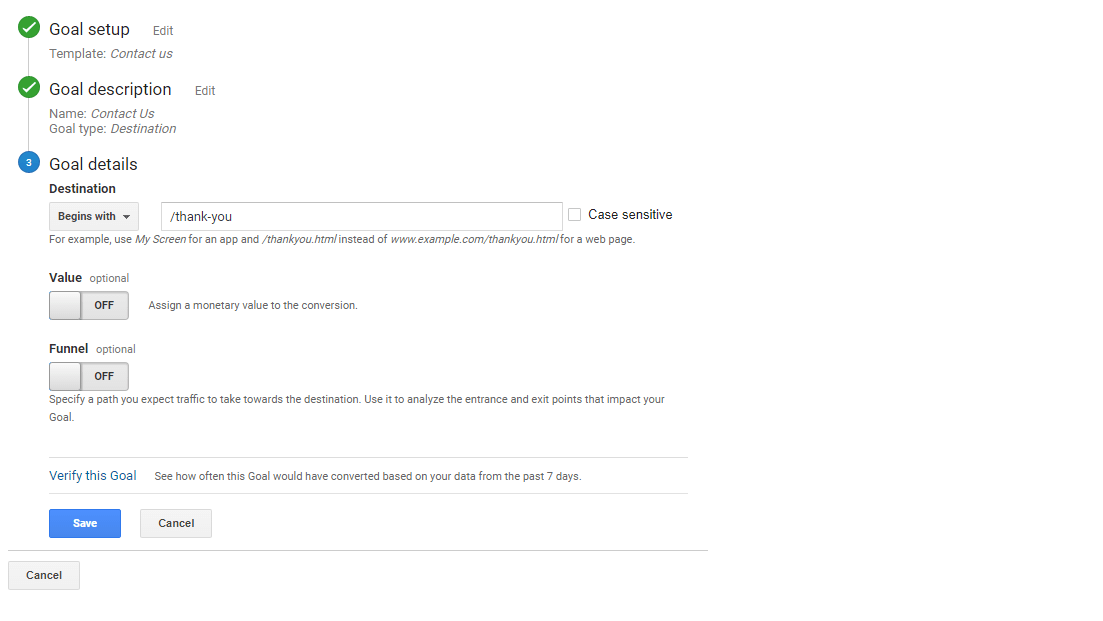 Goal setup Edit
Template: Contact us
Goal description Edit
Name: Contact Us
Goal type: Destination
3 Goal details
Destination
Begins with /thank-you Case sensitive
For example, use My Screen for an app and /thankyou.html instead of www.example.com/thankyou.html for a web page.
Value optional
OFF Assign a monetary value to the conversion.
Funnel optional
OFF
Specify a path you expect traffic to take towards the destination. Use it to analyze the entrance and exit points that impact your
Goal.
Verify this Goal See how often this Goal would have converted based on your data from the past 7 days.
Save Cancel
Cancel